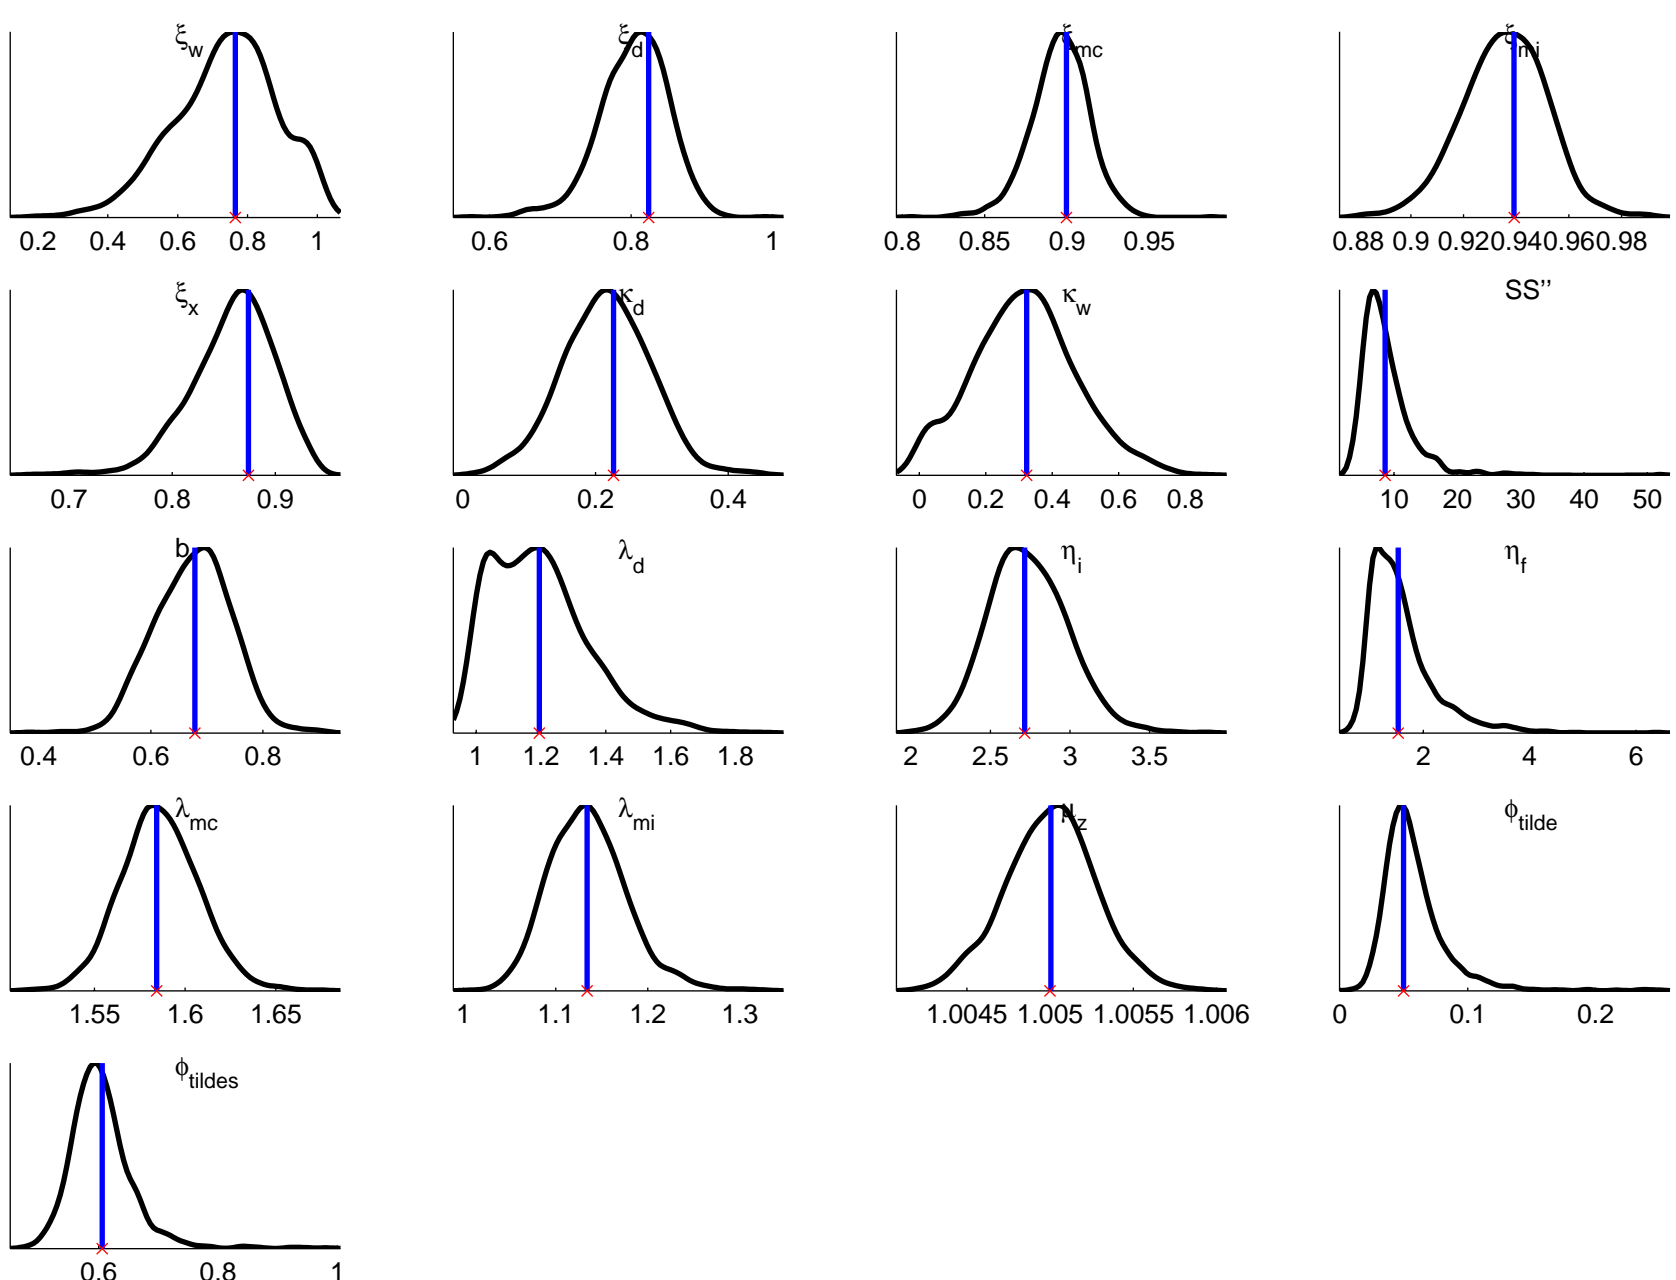 ξw ξd ξmc ξmi
0.2 0.4 0.6 0.8 1 0.6 0.8 1 0.8 0.85 0.9 0.95 0.88 0.9 0.92 0.94 0.96 0.98
ξx κd κw SS’’
0.7 0.8 0.9 0 0.2 0.4 0 0.2 0.4 0.6 0.8 10 20 30 40 50
b λd ηi ηf
0.4 0.6 0.8 1 1.2 1.4 1.6 1.8 2 2.5 3 3.5 2 4 6
λmc λmi μz ϕtilde
1.55 1.6 1.65 1 1.1 1.2 1.3 1.0045 1.005 1.0055 1.006 0 0.1 0.2
ϕtildes
0.6 0.8 1